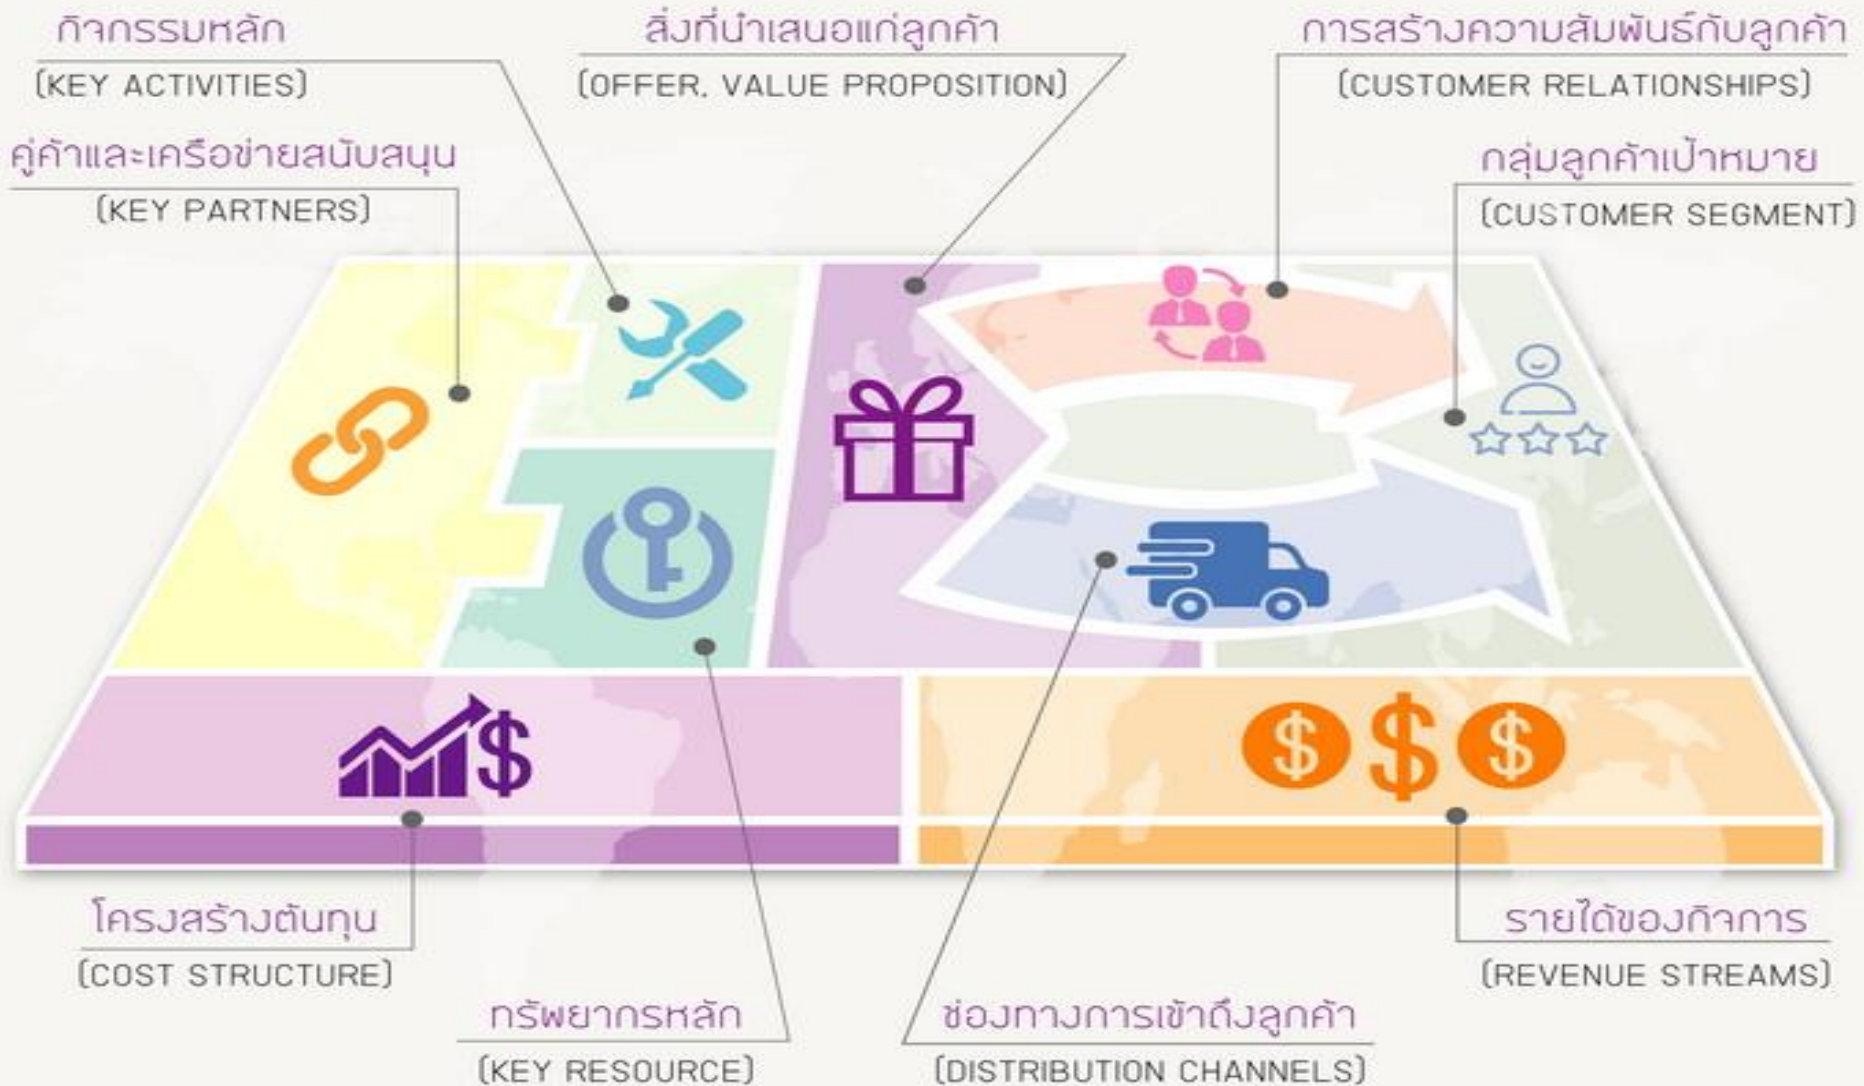 กิจกรรมหลัก
(KEY ACTIVITIES)
สิ่งที่นำเสนอแก่ลูกค้า
(OFFER, VALUE PROPOSITION)
การสร้างความสัมพันธ์กับลูกค้า
(CUSTOMER RELATIONSHIPS)
คู่ค้าและเครือข่ายสนับสนุน
(KEY PARTNERS)
กลุ่มลูกค้าเป้าหมาย
(CUSTOMER SEGMENT)
โครงสร้างต้นทุน
(COST STRUCTURE)
ทรัพยากรหลัก
(KEY RESOURCE)
ช่องทางการเข้าถึงลูกค้า
(DISTRIBUTION CHANNELS)
รายได้ของกิจการ
(REVENUE STREAMS)